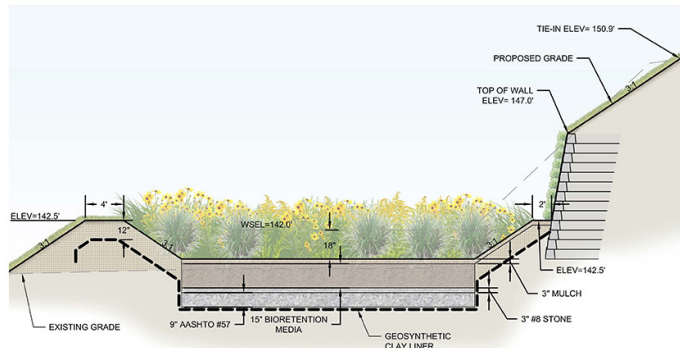 TIE-IN ELEV= 150.9'
PROPOSED GRADE
3:1
TOP OF WALL
ELEV= 147.0'
4'
2'
ELEV=142.5'
WSEL=142.0'
12"
18"
3:1
3:1
3:1
ELEV=142.5'
3" MULCH
3" #8 STONE
EXISTING GRADE
9" AASHTO #57
15" BIORETENTION
MEDIA
GEOSYNTHETIC
CLAY LINER